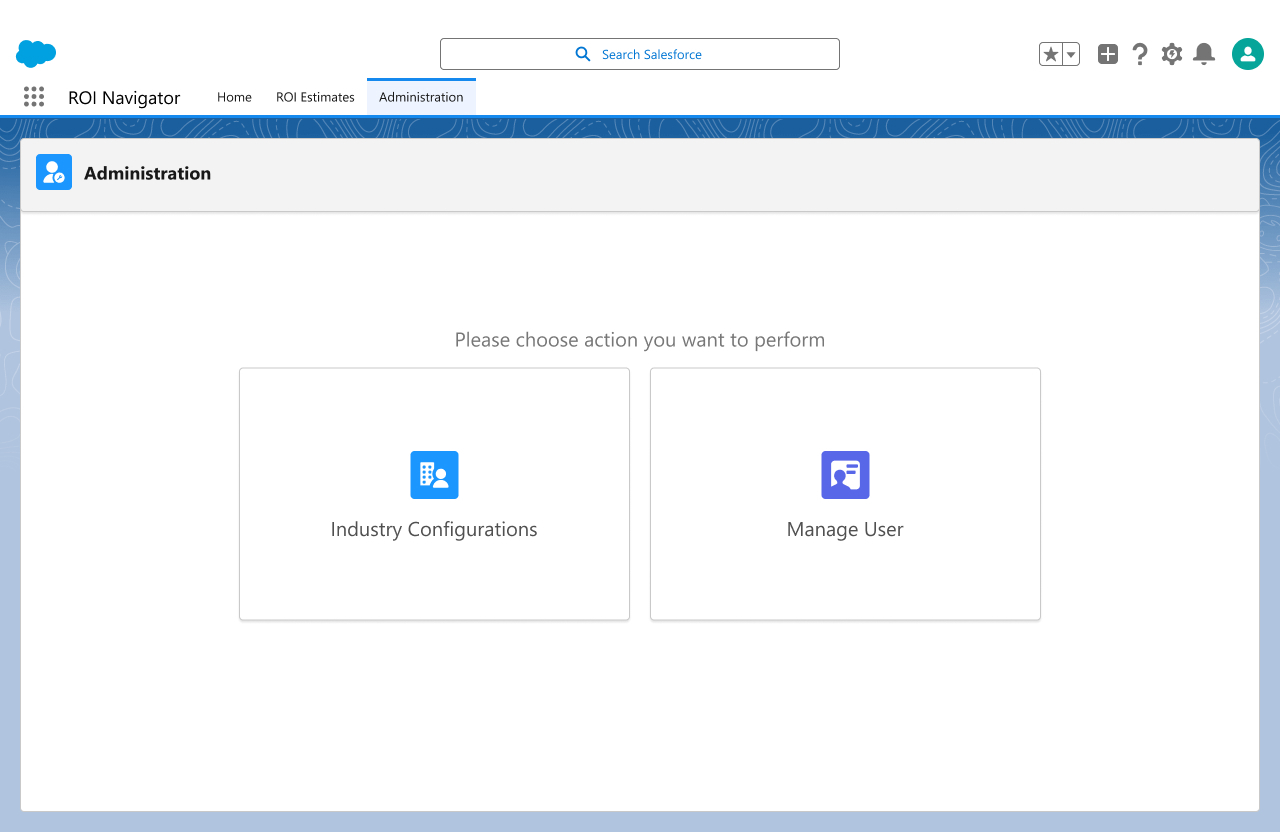 Search Salesforce
ROI Navigator
Home
ROI Estimates
Administration
Administration
Please choose action you want to perform
Industry Configurations
Manage User